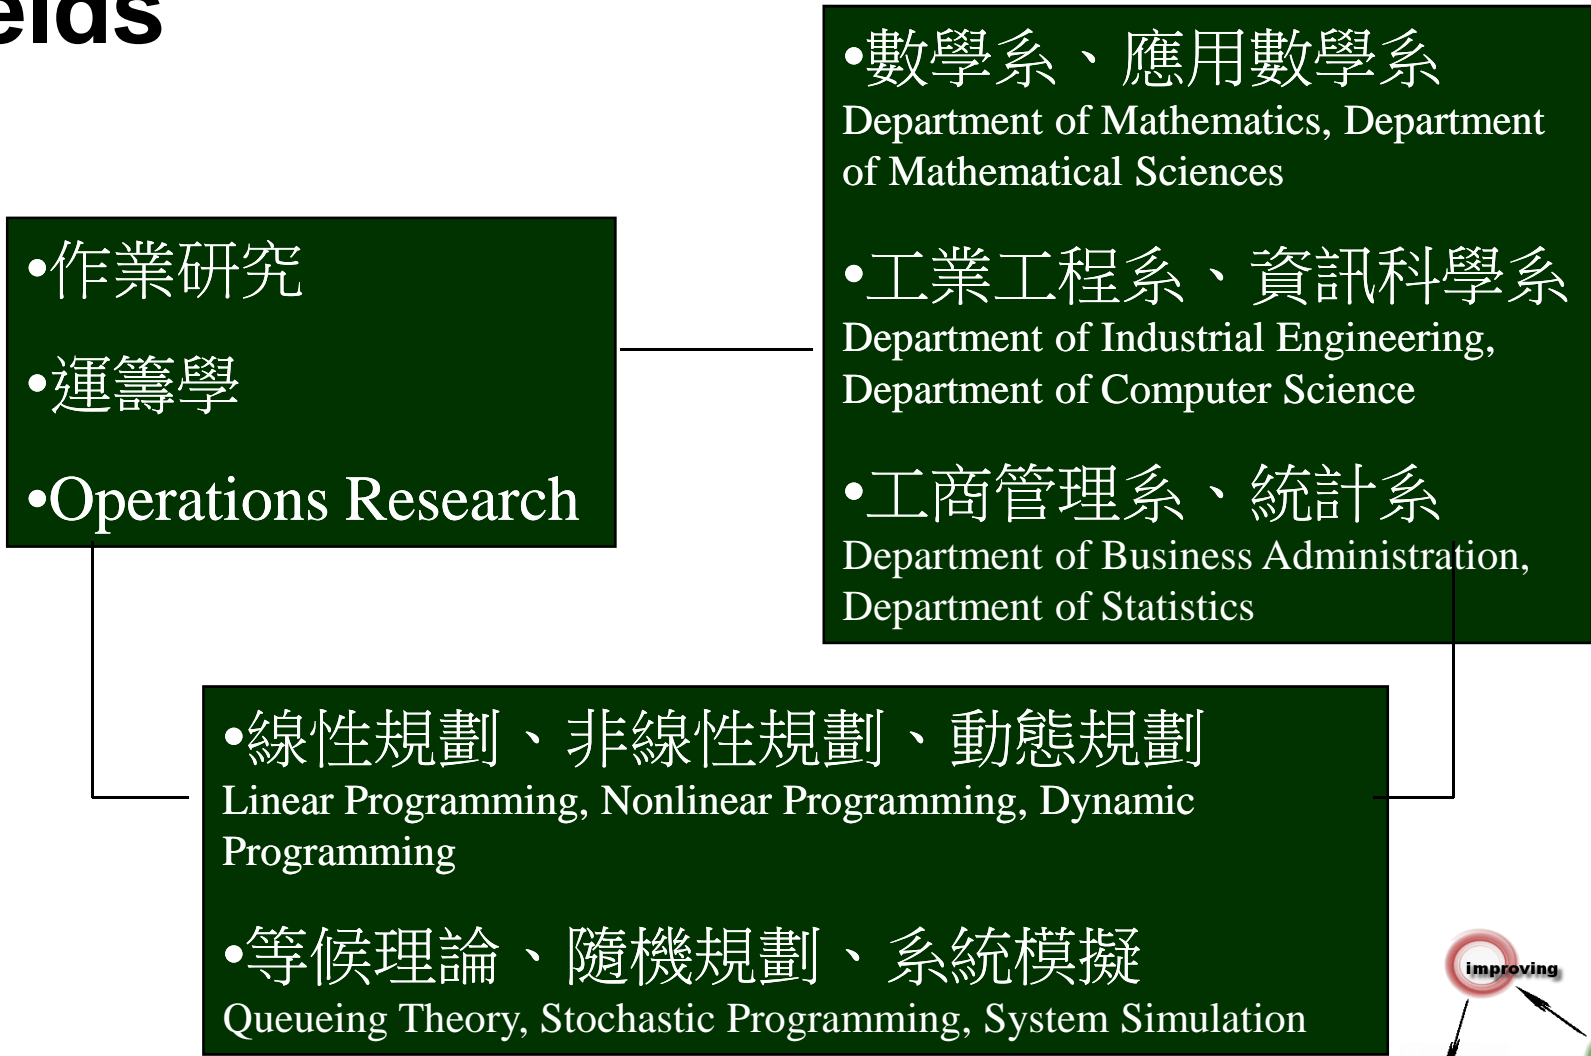 elds
•數學系、應用數學系
Department of Mathematics, Department
of Mathematical Sciences
•工業工程系、資訊科學系
Department of Industrial Engineering,
Department of Computer Science
•工商管理系、統計系
Department of Business Administration,
Department of Statistics
•作業研究
•運籌學
•Operations Research
•線性規劃、非線性規劃、動態規劃
Linear Programming, Nonlinear Programming, Dynamic
Programming
•等候理論、隨機規劃、系統模擬
Queueing Theory, Stochastic Programming, System Simulation
improving